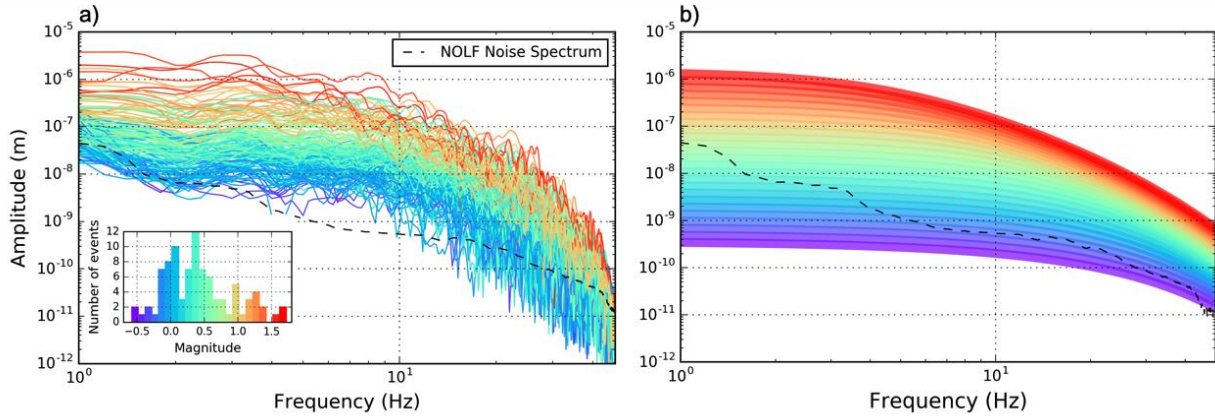 a)
10^-5
10^-6
10^-7
10^-8
10^-9
10^-10
10^-11
10^-12
Amplitude (m)
NOLF Noise Spectrum
12
10
8
6
4
2
0
Number of events
−0.5 0.0 0.5 1.0 1.5
Magnitude
10^0 10^1
Frequency (Hz)
b)
10^-5
10^-6
10^-7
10^-8
10^-9
10^-10
10^-11
10^-12
10^0 10^1
Frequency (Hz)